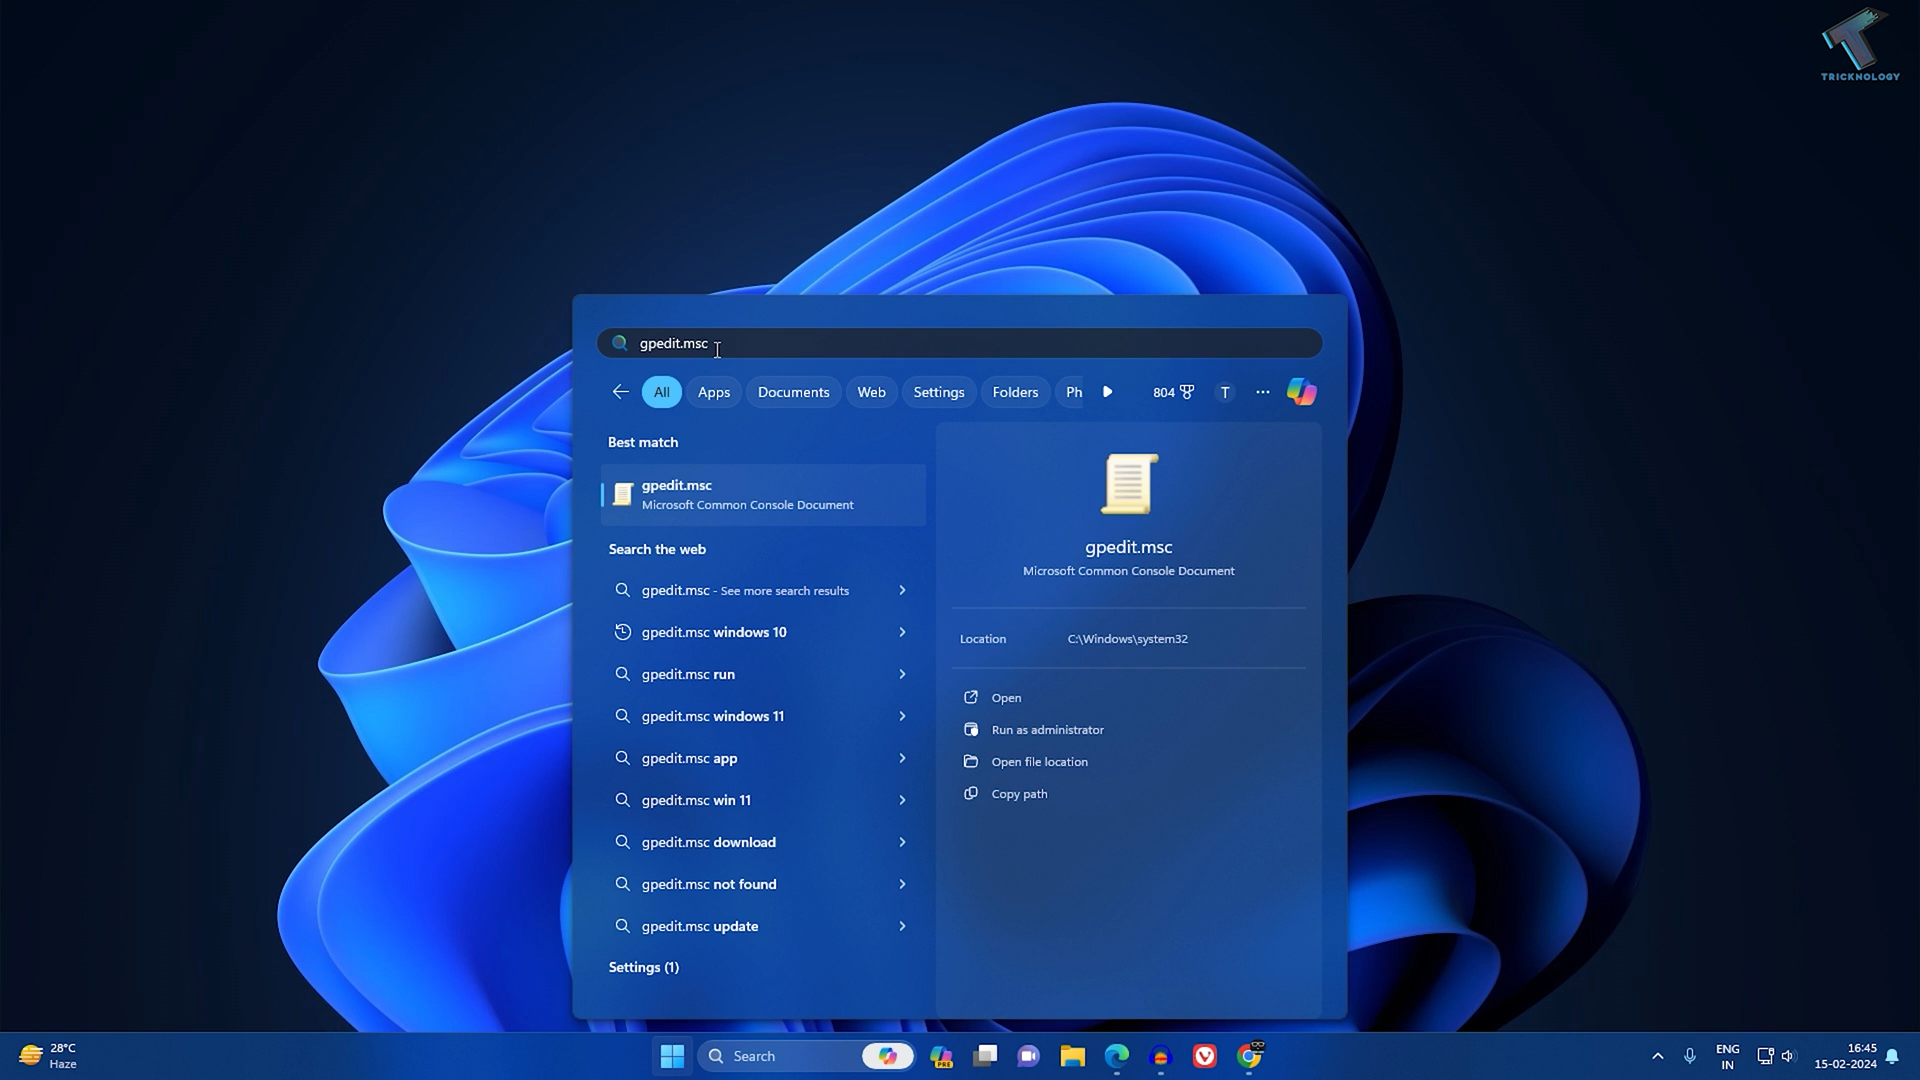 TRICKNOLOGY
gpedit.msc
All Apps Documents Web Settings Folders Ph 804 T
Best match
gpedit.msc
Microsoft Common Console Document
Search the web
gpedit.msc - See more search results
gpedit.msc windows 10
gpedit.msc run
gpedit.msc windows 11
gpedit.msc app
gpedit.msc win 11
gpedit.msc download
gpedit.msc not found
gpedit.msc update
Settings (1)
gpedit.msc
Microsoft Common Console Document
Location C:\Windows\system32
Open
Run as administrator
Open file location
Copy path
28°C
Haze
Search
PRE
ENG
IN
16:45
15-02-2024